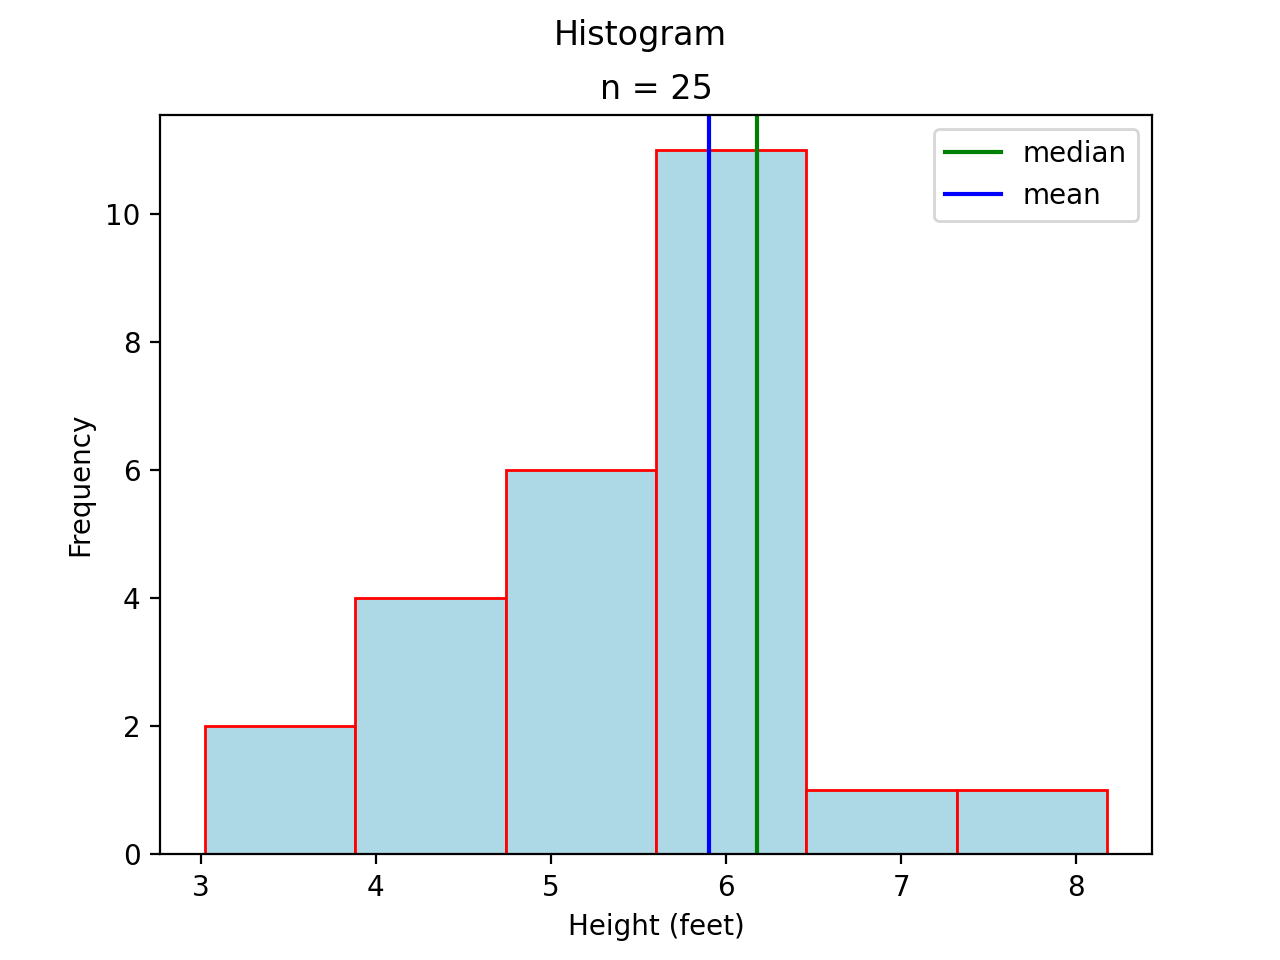 Histogram
n = 25
median
mean
10
8
6
4
2
0
Frequency
3 4 5 6 7 8
Height (feet)